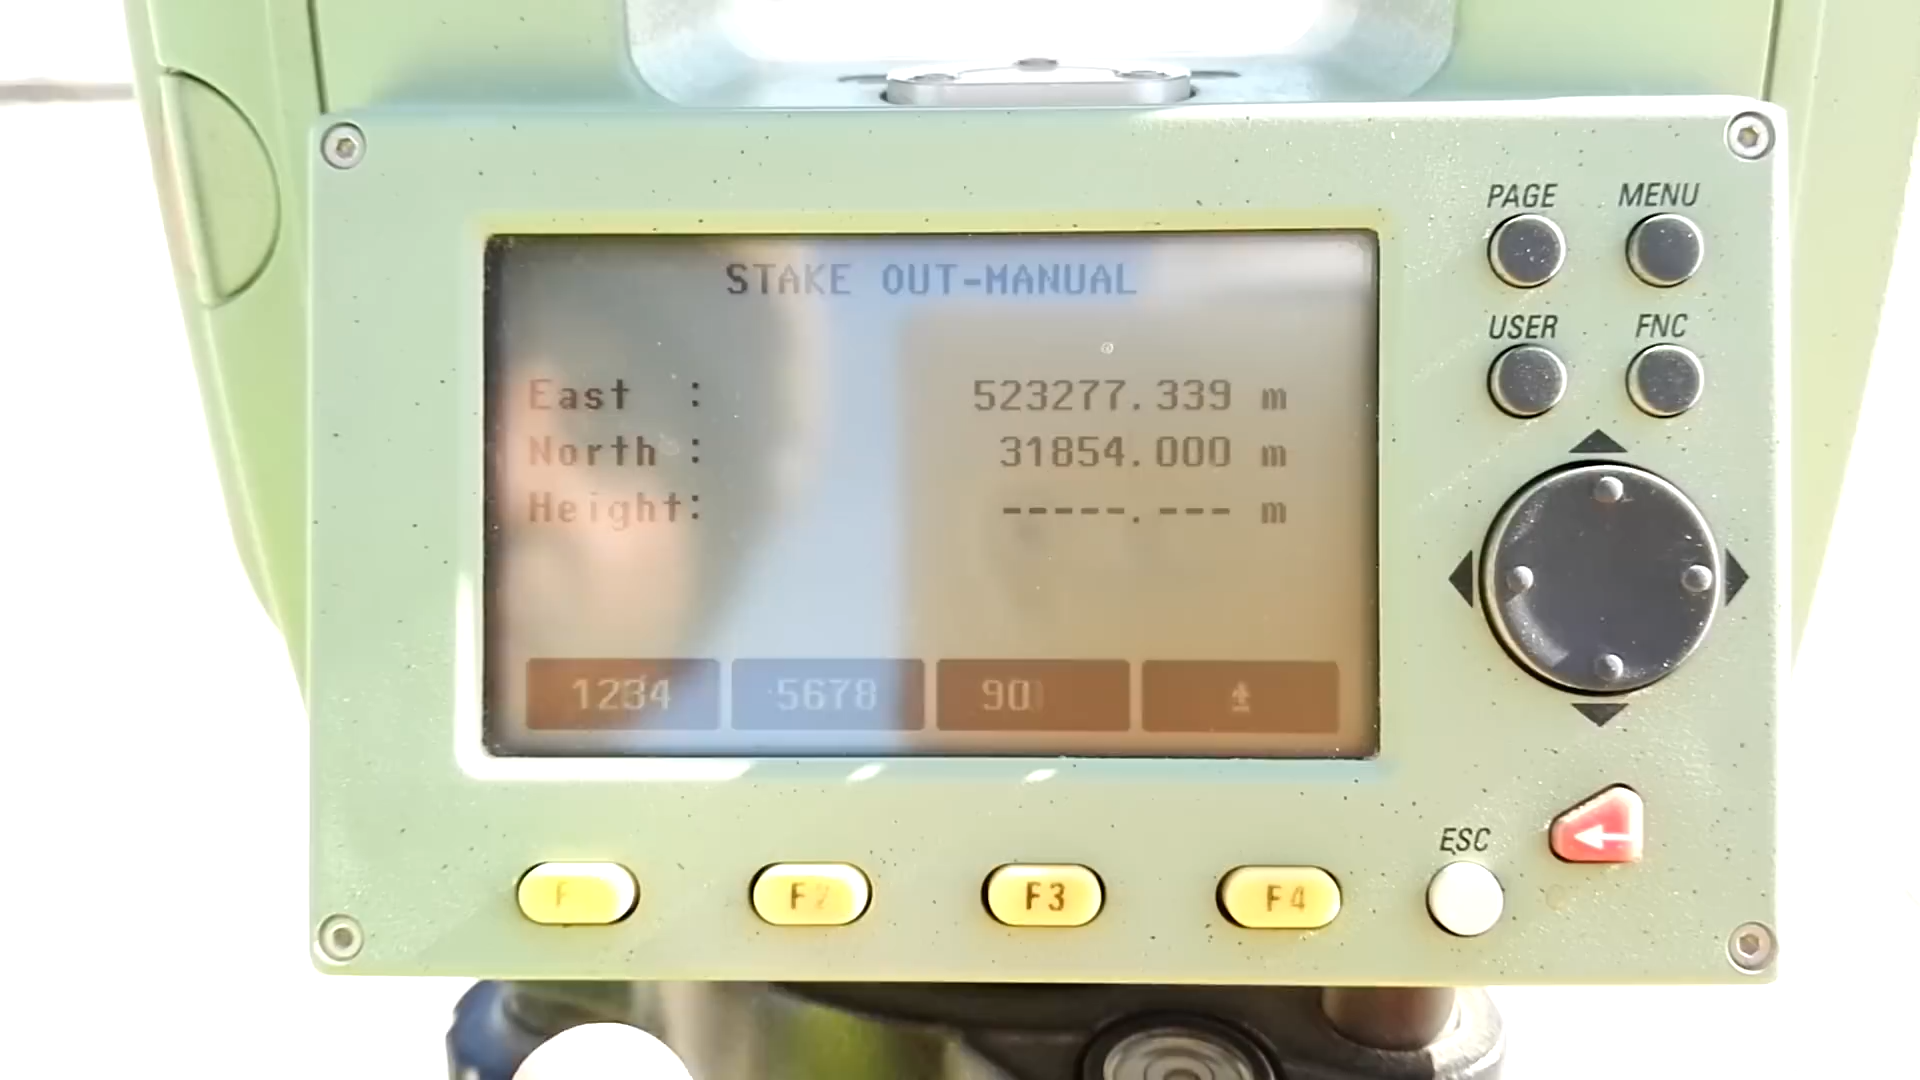 STAKE OUT-MANUAL
East : 523277.339 m
North : 31854.000 m
Height: -----.--- m
1234 5678 90 ±
PAGE MENU
USER FNC
ESC
F F2 F3 F4